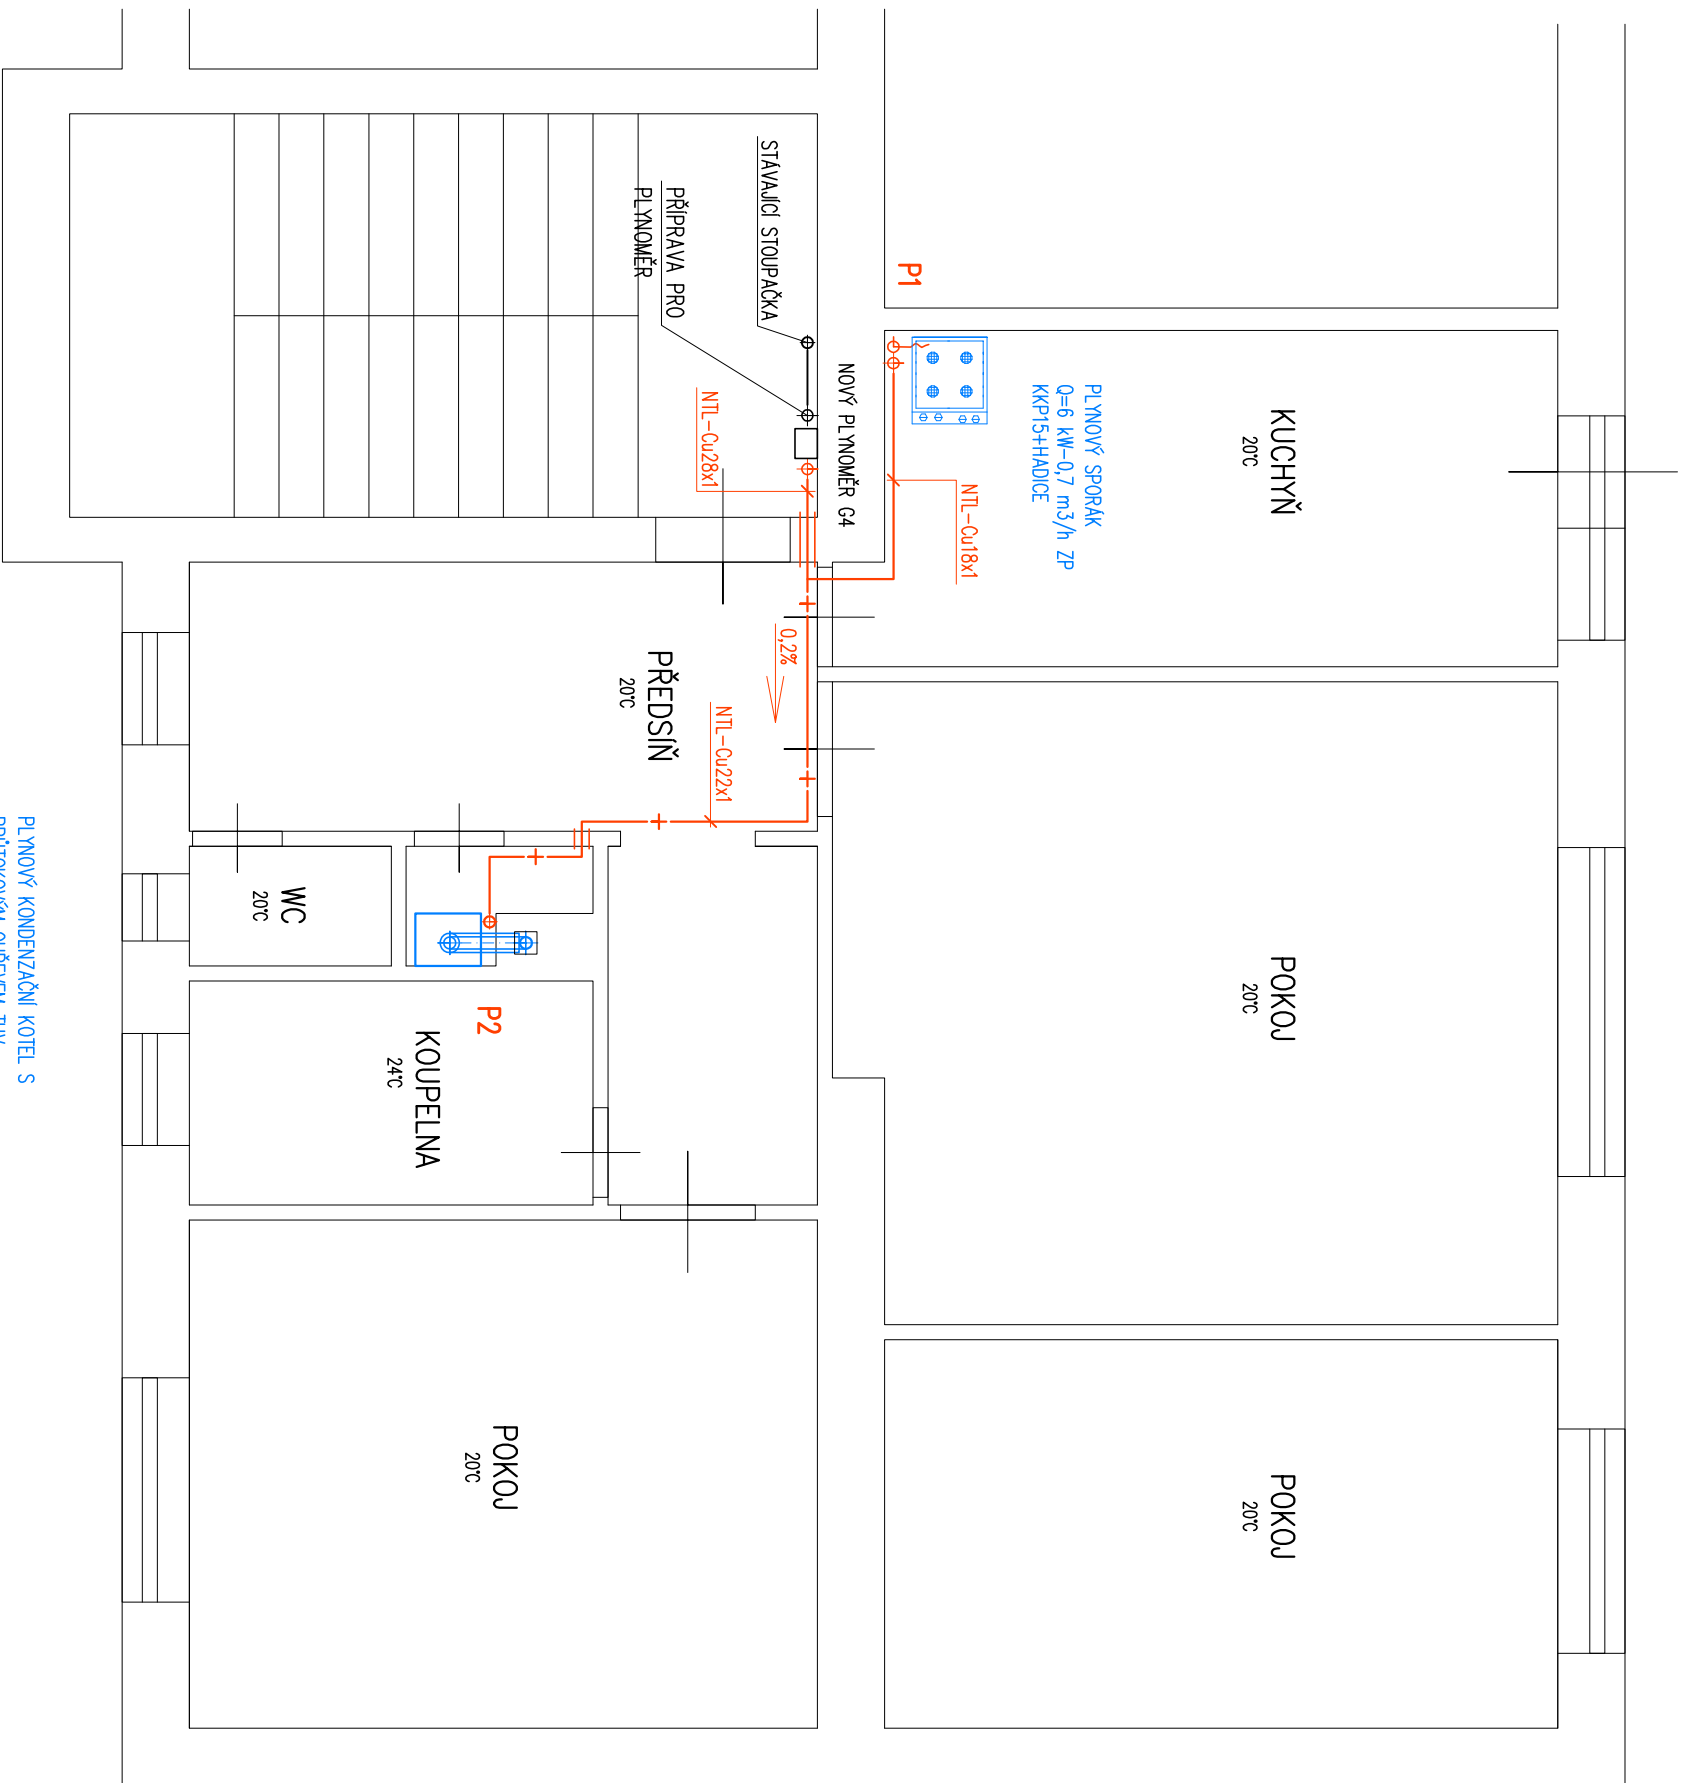 KUCHYŇ
20°C
PLYNOVÝ SPORÁK
Q=6 kW-0,7 m3/h ZP
KKP15+HADICE
NTL-Cu18x1
P1
NOVÝ PLYNOMĚR G4
STÁVAJÍCÍ STOUPAČKA
NTL-Cu28x1
PŘÍPRAVA PRO
PLYNOMĚR
0,2%
NTL-Cu22x1
PŘEDSÍŇ
20°C
POKOJ
20°C
POKOJ
20°C
WC
20°C
P2
KOUPELNA
24°C
POKOJ
20°C
PLYNOVÝ KONDENZAČNÍ KOTEL S